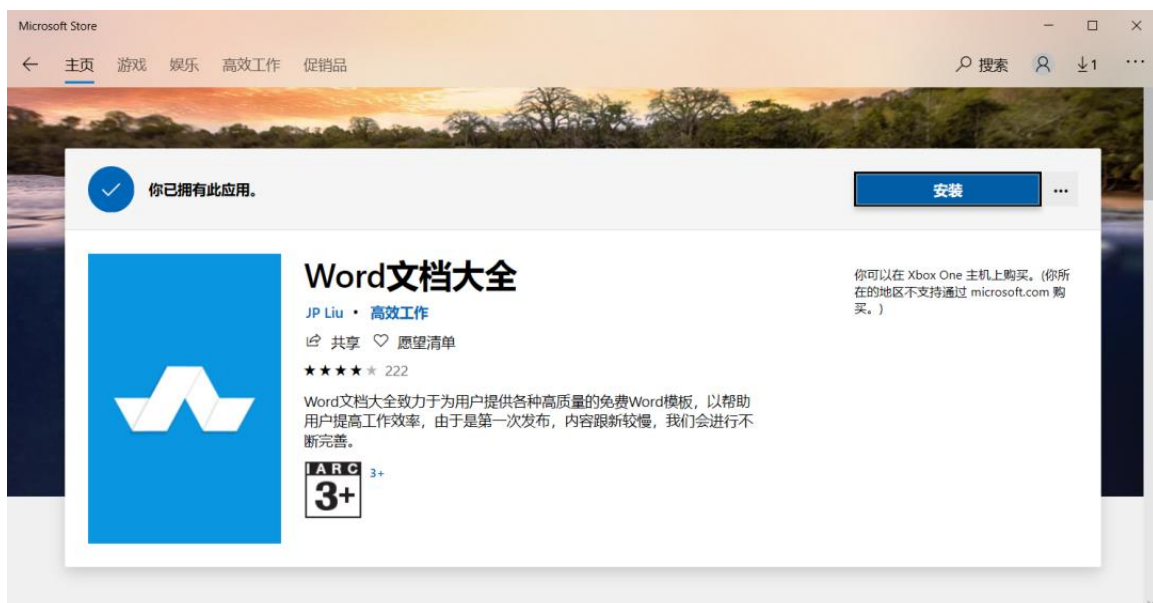 Microsoft Store
主页 游戏 娱乐 高效工作 促销品 搜索 1
你已拥有此应用。 安装
Word文档大全
JP Liu • 高效工作
共享 愿望清单
222
Word文档大全致力于为用户提供各种高质量的免费Word模板，以帮助
用户提高工作效率，由于是第一次发布，内容跟新较慢，我们会进行不
断完善。
IARC 3+
3+
你可以在 Xbox One 主机上购买。(你所
在的地区不支持通过 microsoft.com 购
买。)